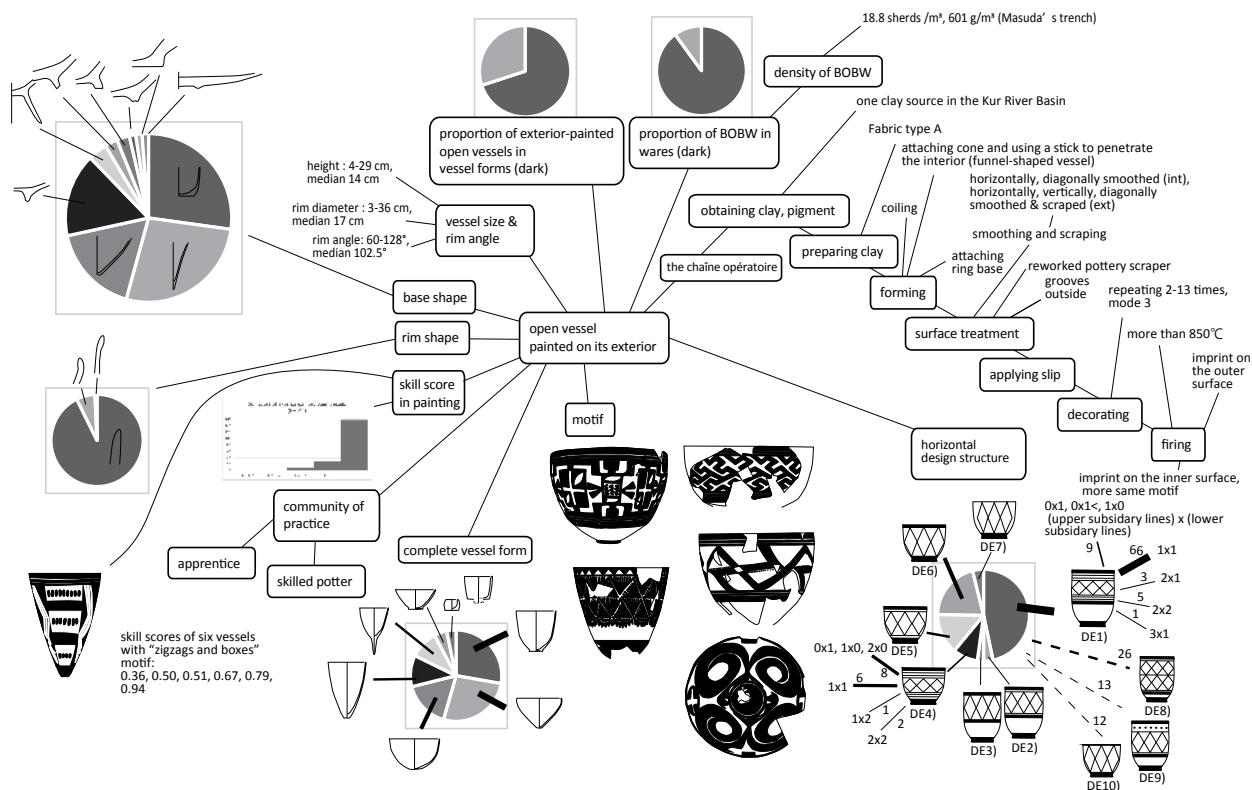 18.8 sherds /m³, 601 g/m³ (Masuda's trench)
density of BOBW
one clay source in the Kur River Basin
proportion of exterior-painted
open vessels in
vessel forms (dark)
proportion of BOBW in
wares (dark)
Fabric type A
attaching cone and using a stick to penetrate
the interior (funnel-shaped vessel)
height : 4-29 cm,
median 14 cm
horizontally, diagonally smoothed (int),
horizontally, vertically, diagonally
smoothed & scraped (ext)
rim diameter : 3-36 cm,
median 17 cm
vessel size &
rim angle
obtaining clay, pigment
coiling
rim angle: 60-128°,
median 102.5°
smoothing and scraping
preparing clay
the chaîne opératoire
attaching
ring base
reworked pottery scraper
grooves
outside
forming
repeating 2-13 times,
mode 3
base shape
rim shape
open vessel
painted on its exterior
surface treatment
more than 850℃
applying slip
imprint on
the outer
surface
skill score
in painting
motif
decorating
firing
horizontal
design structure
imprint on the inner surface,
more same motif
community of
practice
0x1, 0x1<, 1x0
(upper subsidary lines) x (lower
subsidary lines)
apprentice
skilled potter
complete vessel form
DE7)
DE6)
9
66
1x1
3
2x1
5
2x2
1
3x1
DE1)
DE5)
skill scores of six vessels
with "zigzags and boxes"
motif:
0.36, 0.50, 0.51, 0.67, 0.79,
0.94
0x1, 1x0, 2x0
8
6
1x1
1
1x2
2
2x2
DE4)
DE3)
DE2)
26
DE8)
13
12
DE9)
DE10)